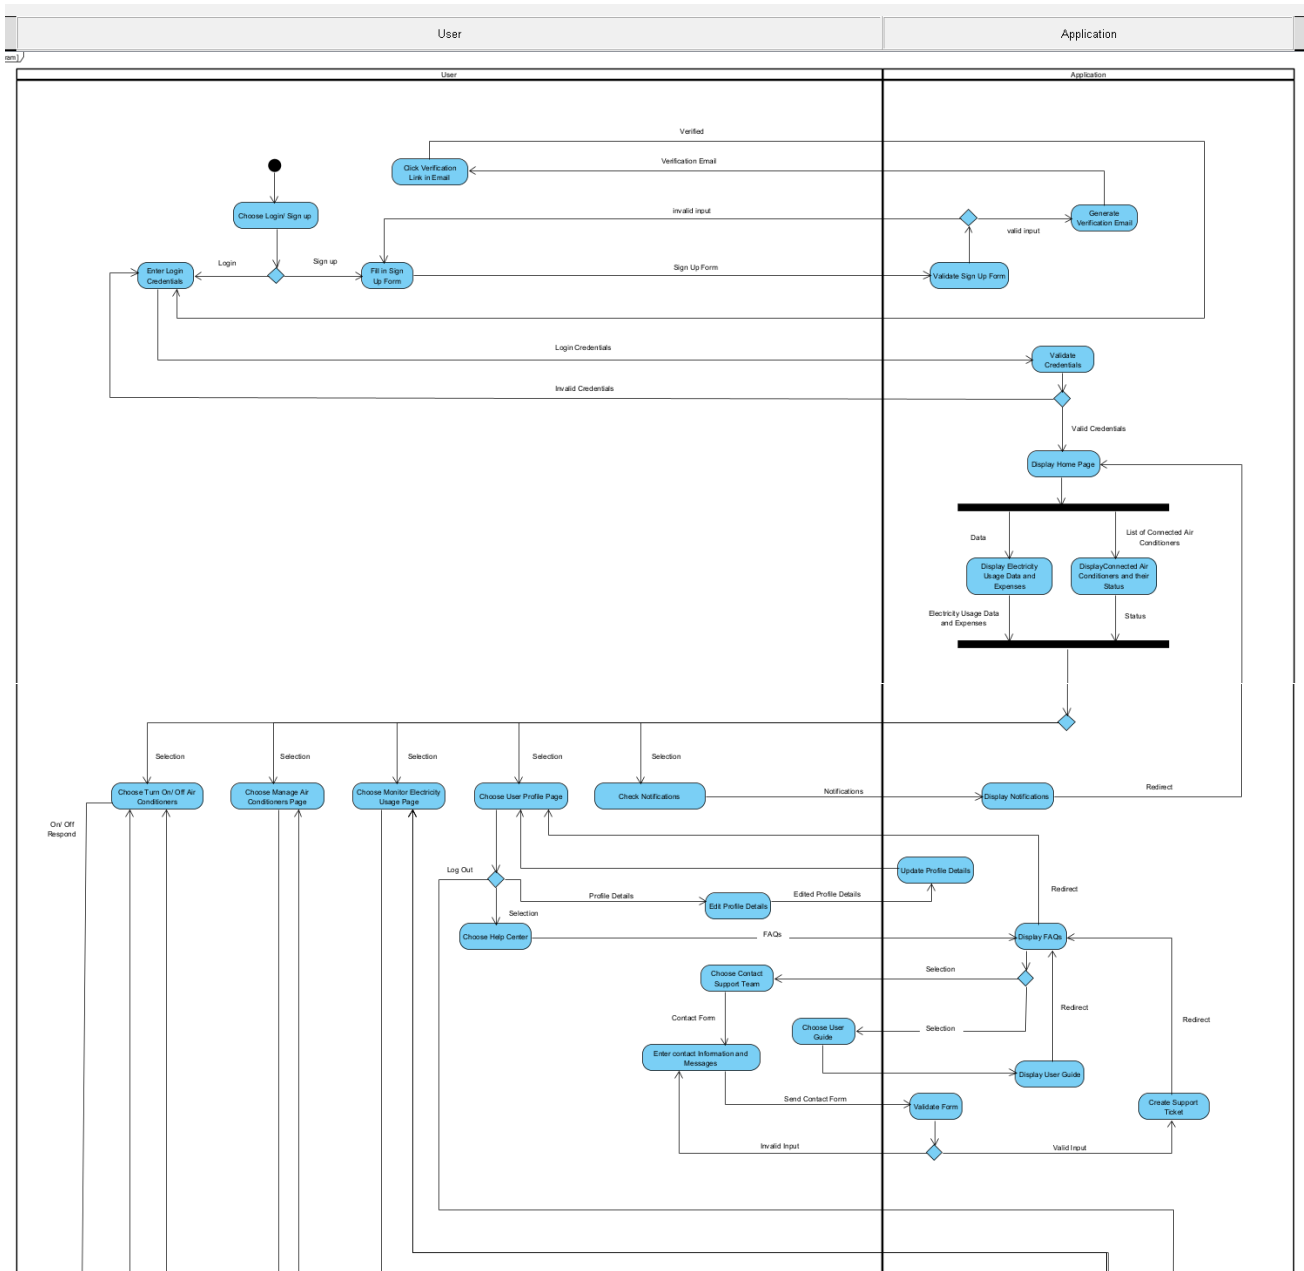 User
Application
ram]
User
Application
Verified
Click Verification
Link in Email
Verification Email
Choose Login/ Sign up
invalid input
Generate
Verification Email
valid input
Login
Sign up
Enter Login
Credentials
Fill in Sign
Up Form
Sign Up Form
Validate Sign Up Form
Login Credentials
Validate
Credentials
Invalid Credentials
Valid Credentials
Display Home Page
Data
List of Connected Air
Conditioners
Display Electricity
Usage Data and
Expenses
DisplayConnected Air
Conditioners and their
Status
Electricity Usage Data
and Expenses
Status
Selection
Selection
Selection
Selection
Selection
Choose Turn On/ Off Air
Conditioners
Choose Manage Air
Conditioners Page
Choose Monitor Electricity
Usage Page
Choose User Profile Page
Check Notifications
Notifications
Display Notifications
Redirect
On/ Off
Respond
Log Out
Update Profile Details
Profile Details
Edit Profile Details
Edited Profile Details
Redirect
Selection
Choose Help Center
FAQs
Display FAQs
Choose Contact
Support Team
Selection
Contact Form
Choose User
Guide
Selection
Redirect
Redirect
Enter contact Information and
Messages
Display User Guide
Send Contact Form
Validate Form
Create Support
Ticket
Invalid Input
Valid Input